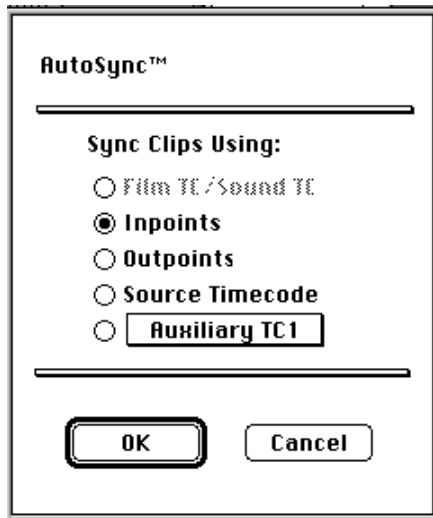 AutoSync™
Sync Clips Using:
Film TC/Sound TC
Inpoints
Outpoints
Source Timecode
Auxiliary TC1
OK
Cancel